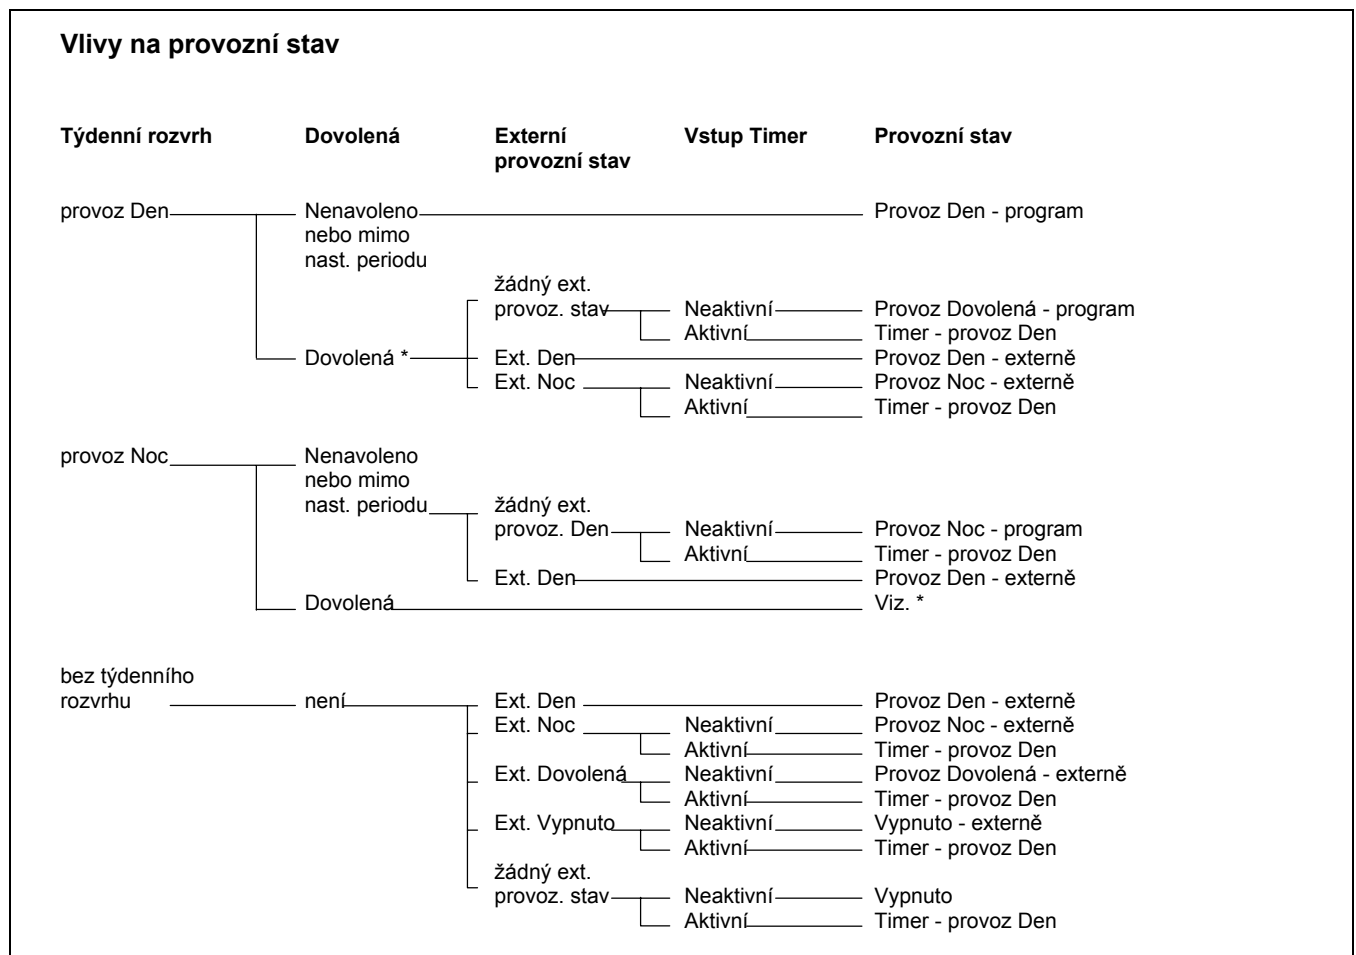 Vlivy na provozní stav
Týdenní rozvrh Dovolená Externí provozní stav Vstup Timer Provozní stav
provoz Den Nenavoleno Provoz Den - program
nebo mimo
nast. periodu
žádný ext.
provoz. stav Neaktivní Provoz Dovolená - program
Aktivní Timer - provoz Den
Dovolená * Ext. Den Provoz Den - externě
Ext. Noc Neaktivní Provoz Noc - externě
Aktivní Timer - provoz Den
provoz Noc Nenavoleno
nebo mimo
nast. periodu žádný ext.
provoz. Den Neaktivní Provoz Noc - program
Aktivní Timer - provoz Den
Ext. Den Provoz Den - externě
Dovolená Viz. *
bez týdenního
rozvrhu není Ext. Den Provoz Den - externě
Ext. Noc Neaktivní Provoz Noc - externě
Aktivní Timer - provoz Den
Ext. Dovolená Neaktivní Provoz Dovolená - externě
Aktivní Timer - provoz Den
Ext. Vypnuto Neaktivní Vypnuto - externě
Aktivní Timer - provoz Den
žádný ext.
provoz. stav Neaktivní Vypnuto
Aktivní Timer - provoz Den